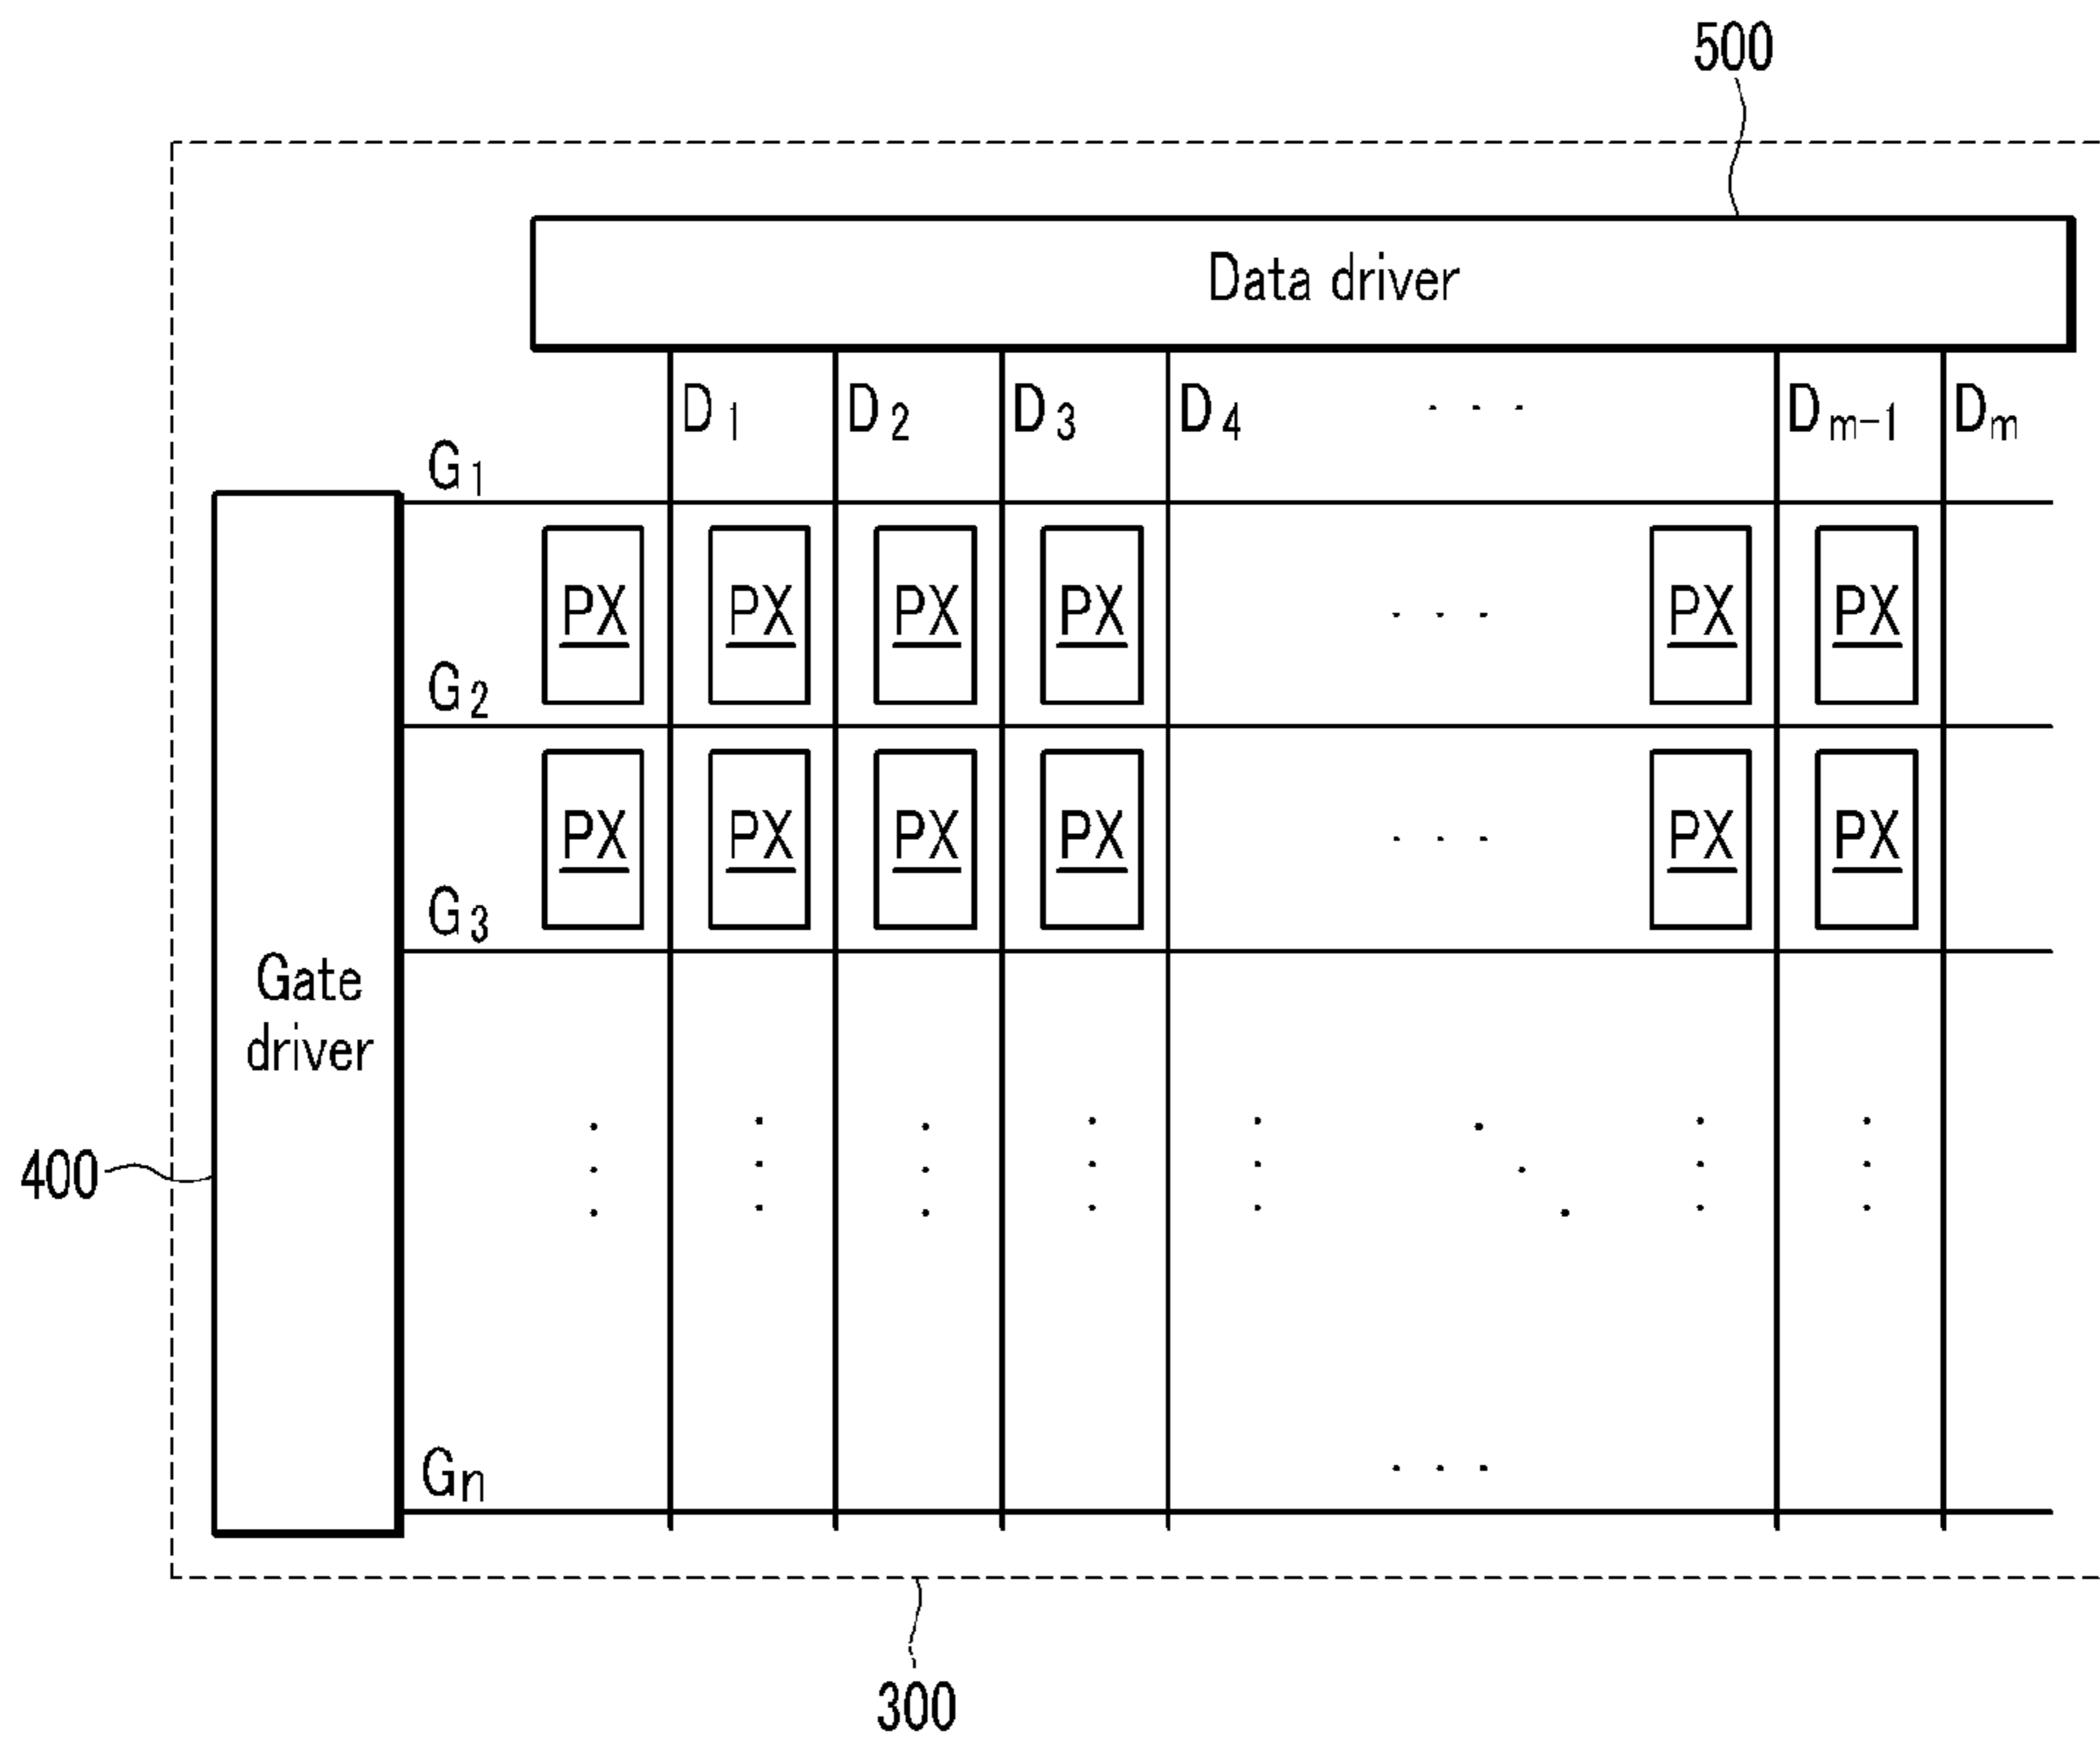 500
Data driver
D1 D2 D3 D4 . . . Dm-1 Dm
G1
PX PX PX PX . . . PX PX
G2
PX PX PX PX . . . PX PX
G3
Gate
driver
400
. . .
Gn
300